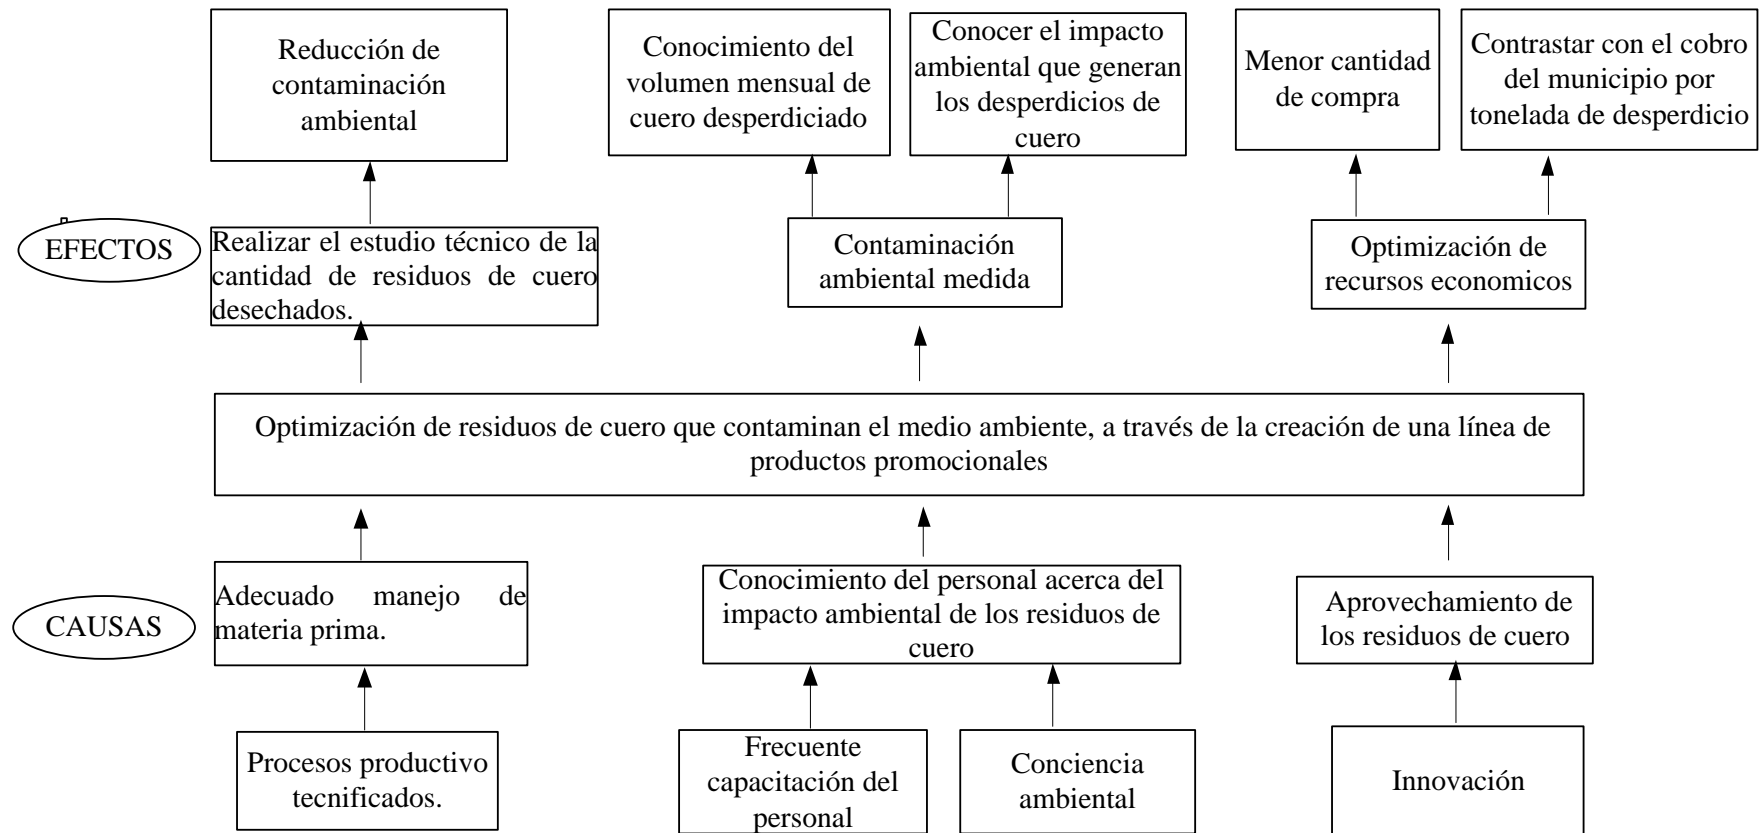 Reducción de
contaminación
ambiental
Conocimiento del
volumen mensual de
cuero desperdiciado
Conocer el impacto
ambiental que generan
los desperdicios de
cuero
Menor cantidad
de compra
Contrastar con el cobro
del municipio por
tonelada de desperdicio
EFECTOS
Realizar el estudio técnico de la
cantidad de residuos de cuero
desechados.
Contaminación
ambiental medida
Optimización de
recursos economicos
Optimización de residuos de cuero que contaminan el medio ambiente, a través de la creación de una línea de
productos promocionales
CAUSAS
Adecuado manejo de
materia prima.
Conocimiento del personal acerca del
impacto ambiental de los residuos de
cuero
Aprovechamiento de
los residuos de cuero
Procesos productivo
tecnificados.
Frecuente
capacitación del
personal
Conciencia
ambiental
Innovación